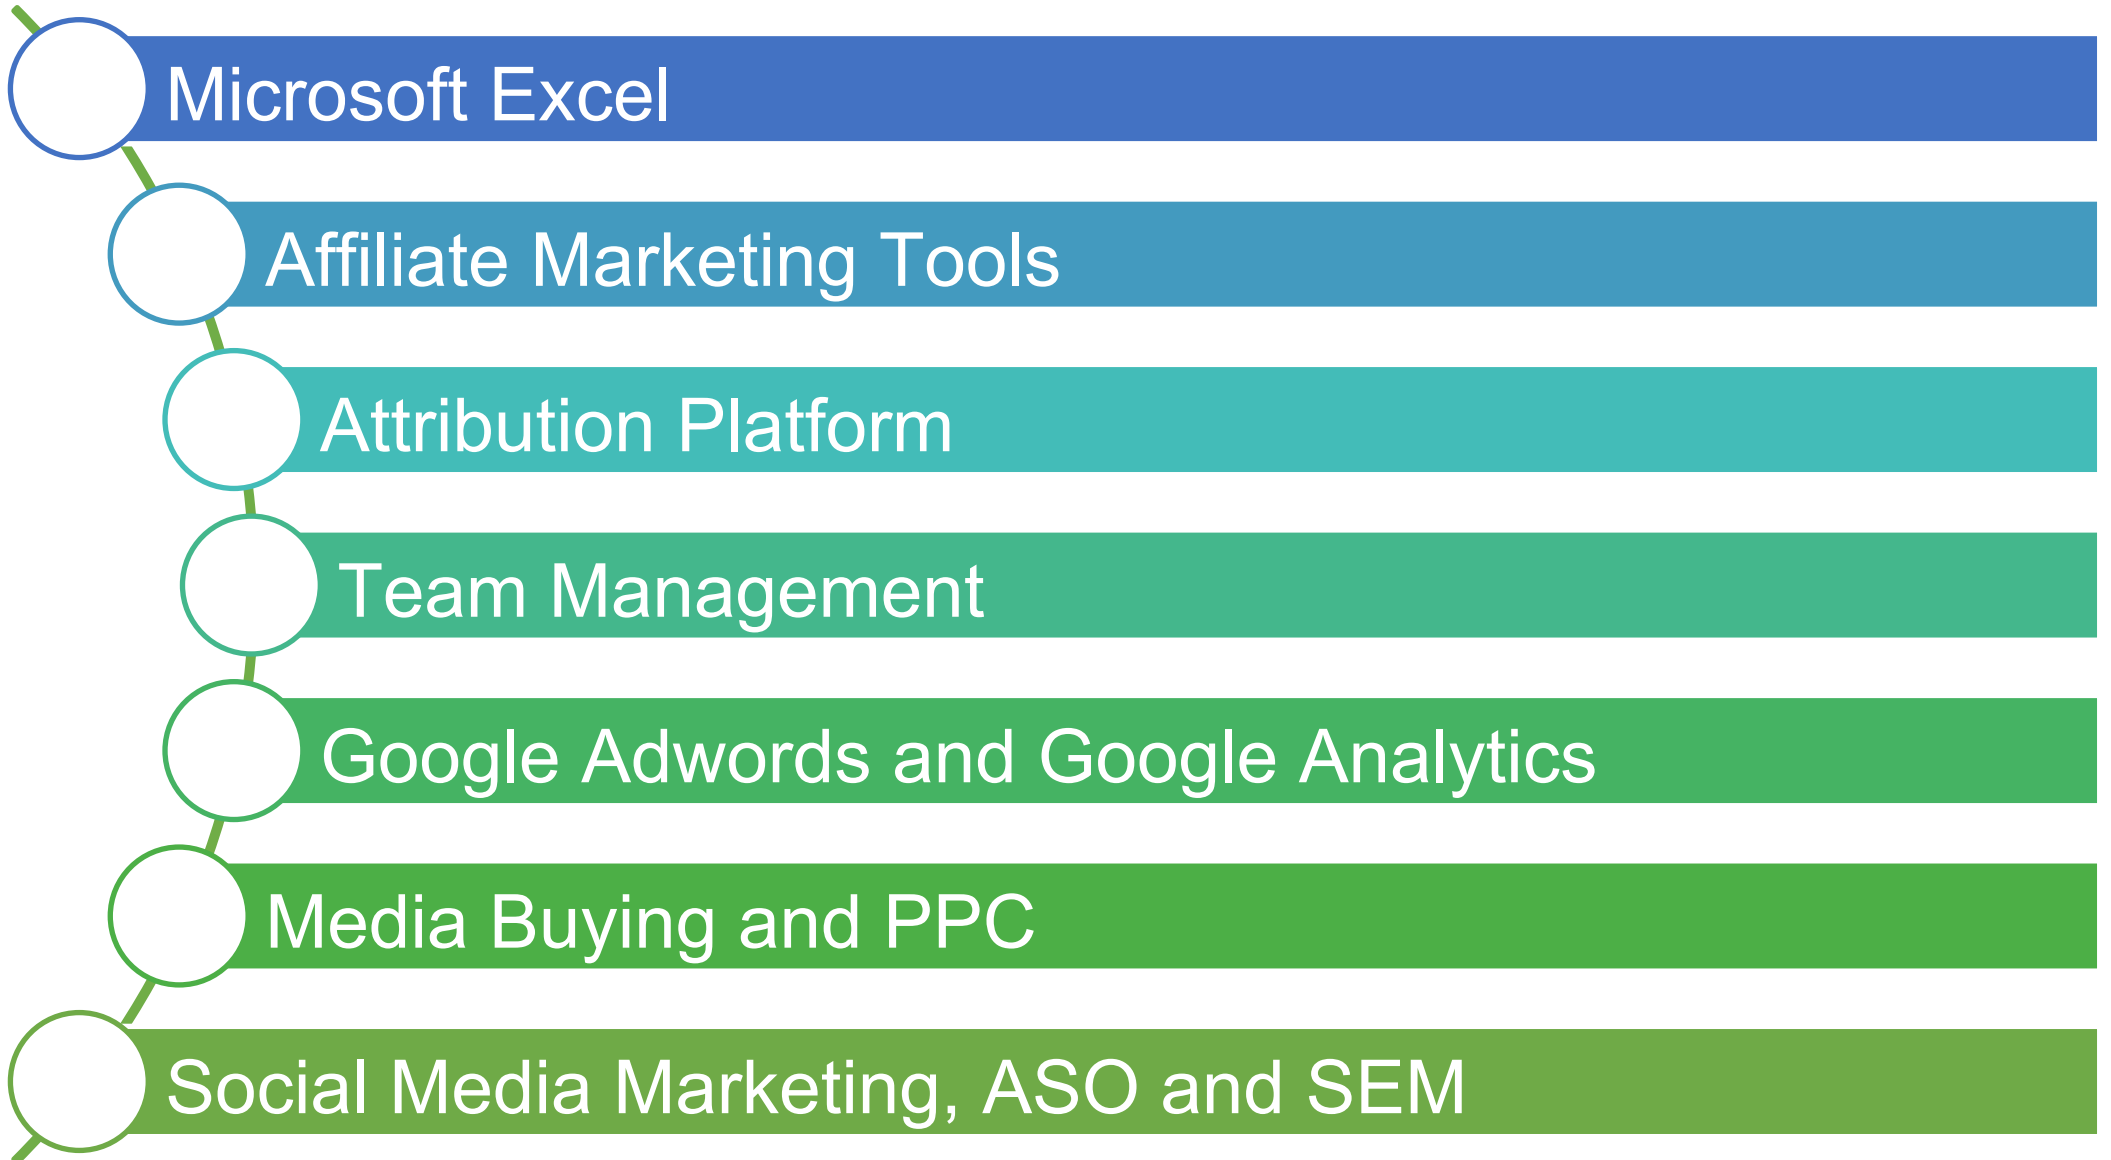 Microsoft Excel
Affiliate Marketing Tools
Attribution Platform
Team Management
Google Adwords and Google Analytics
Media Buying and PPC
Social Media Marketing, ASO and SEM